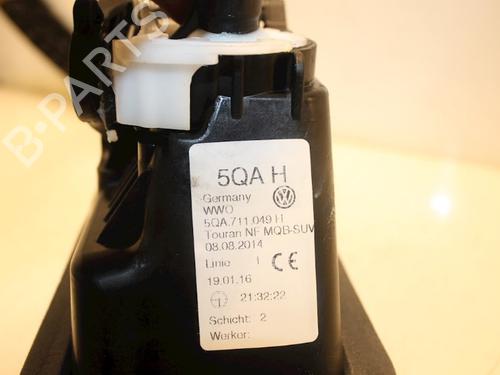 B-PARTS
5QA H
Germany
WWO
5QA.711.049 H
Touran NF MQB-SUV
08.08.2014
Linie I CE
19.01.16
21:32:22
Schicht: 2
Werker: